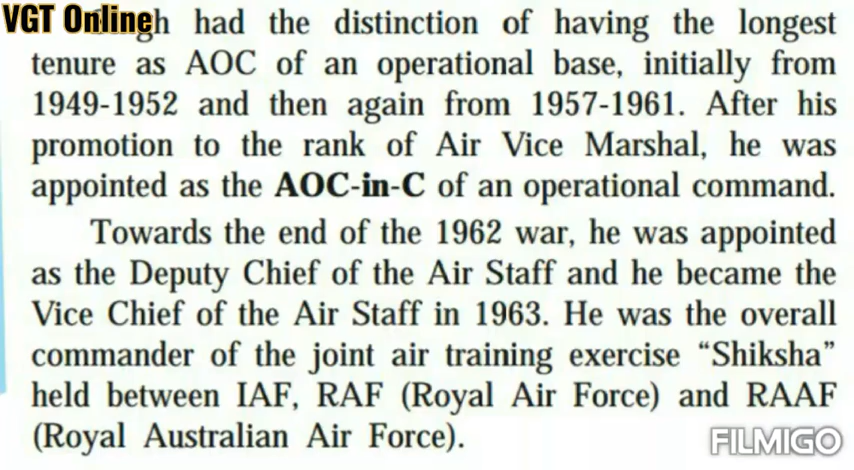 VGT Online
gh had the distinction of having the longest
tenure as AOC of an operational base, initially from
1949-1952 and then again from 1957-1961. After his
promotion to the rank of Air Vice Marshal, he was
appointed as the AOC-in-C of an operational command.
Towards the end of the 1962 war, he was appointed
as the Deputy Chief of the Air Staff and he became the
Vice Chief of the Air Staff in 1963. He was the overall
commander of the joint air training exercise “Shiksha”
held between IAF, RAF (Royal Air Force) and RAAF
(Royal Australian Air Force).
FILMIGO